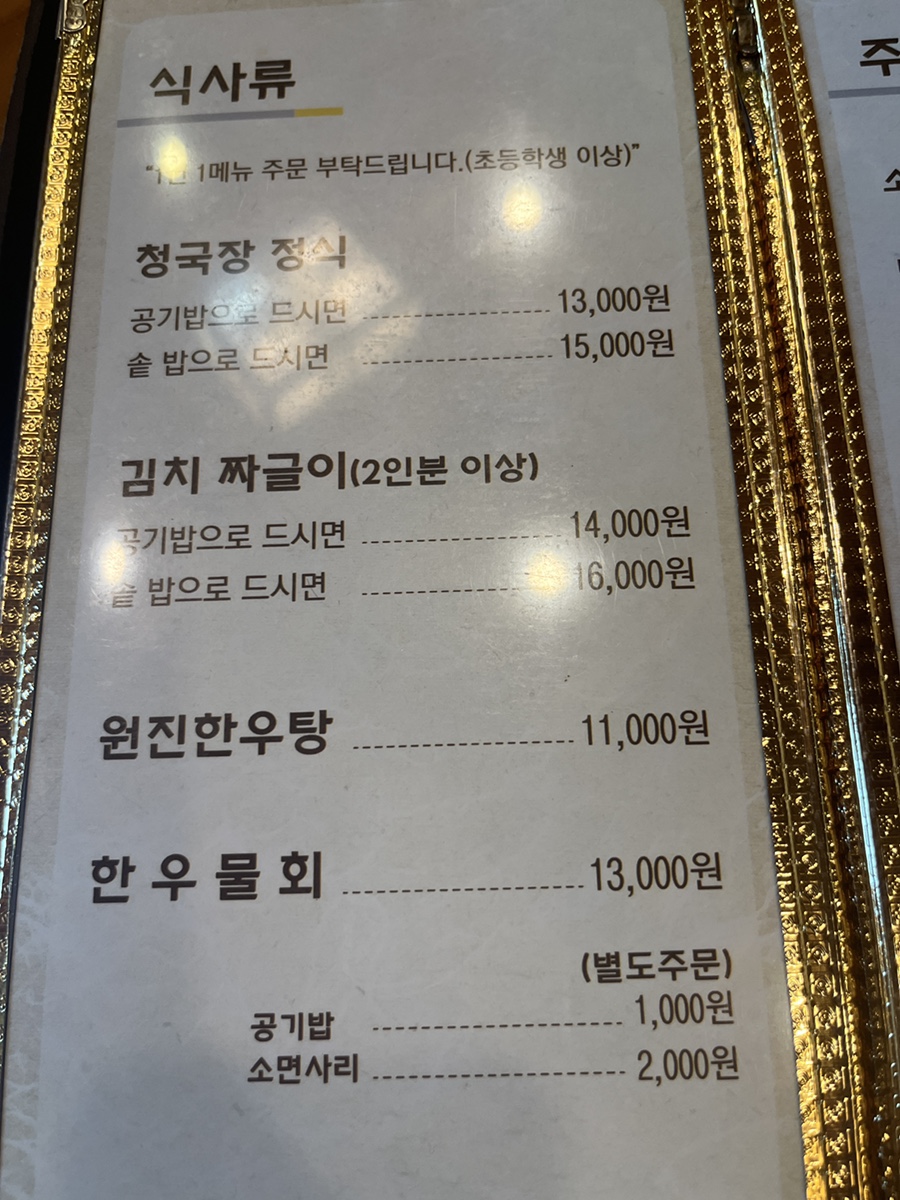 식사류
"1인 1메뉴 주문 부탁드립니다.(초등학생 이상)"
청국장 정식
공기밥으로 드시면 13,000원
솥 밥으로 드시면 15,000원
김치 짜글이(2인분 이상)
공기밥으로 드시면 14,000원
솥 밥으로 드시면 16,000원
원진한우탕 11,000원
한 우 물 회 13,000원
(별도주문)
공기밥 1,000원
소면사리 2,000원
주